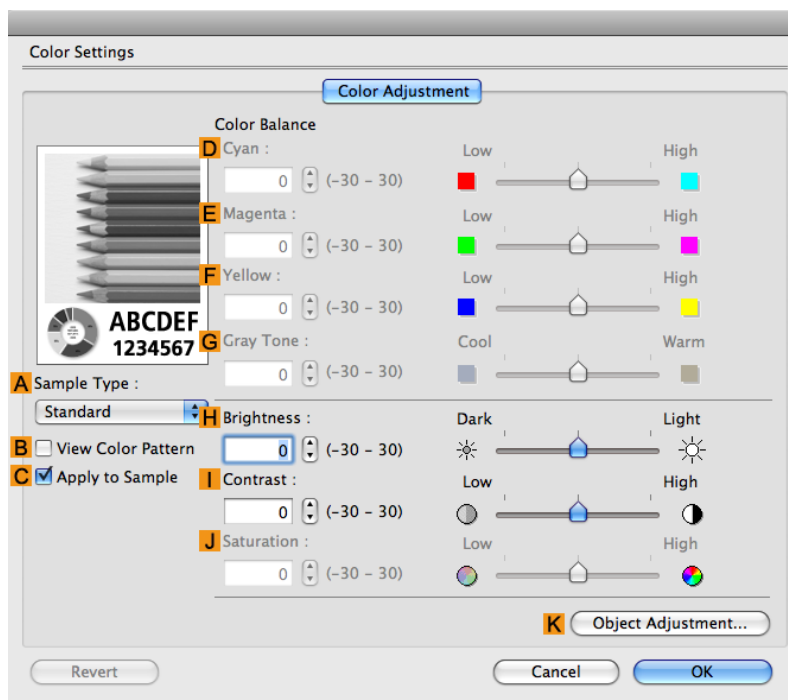 Color Settings
Color Adjustment
Color Balance
D Cyan : Low High
0 (-30 – 30)
E Magenta : Low High
0 (-30 – 30)
F Yellow : Low High
0 (-30 – 30)
ABCDEF
1234567
G Gray Tone : Cool Warm
0 (-30 – 30)
A Sample Type :
Standard
H Brightness : Dark Light
B View Color Pattern
0 (-30 – 30)
C Apply to Sample
I Contrast : Low High
0 (-30 – 30)
J Saturation : Low High
0 (-30 – 30)
K Object Adjustment...
Revert Cancel OK